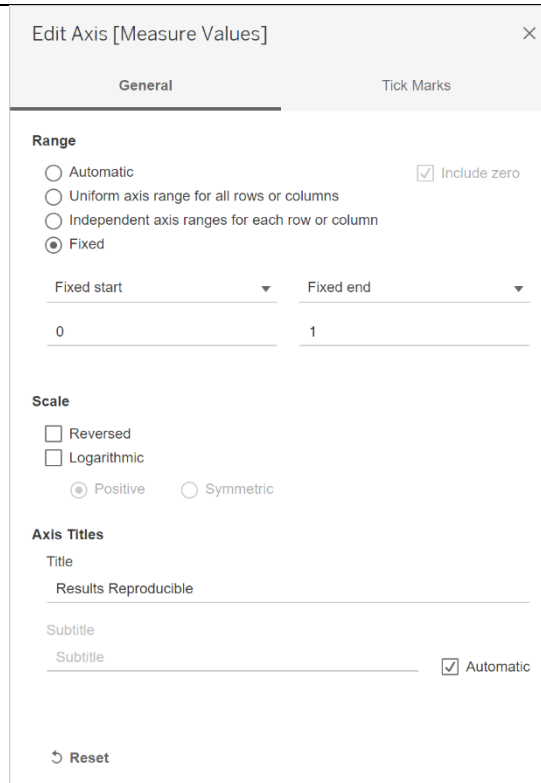 Edit Axis [Measure Values]
General Tick Marks
Range
Automatic Include zero
Uniform axis range for all rows or columns
Independent axis ranges for each row or column
Fixed
Fixed start Fixed end
0 1
Scale
Reversed
Logarithmic
Positive Symmetric
Axis Titles
Title
Results Reproducible
Subtitle
Subtitle Automatic
Reset